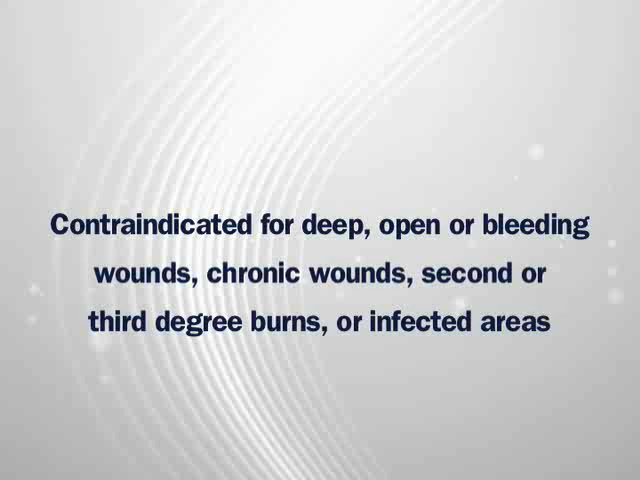 Contraindicated for deep, open or bleeding
wounds, chronic wounds, second or
third degree burns, or infected areas